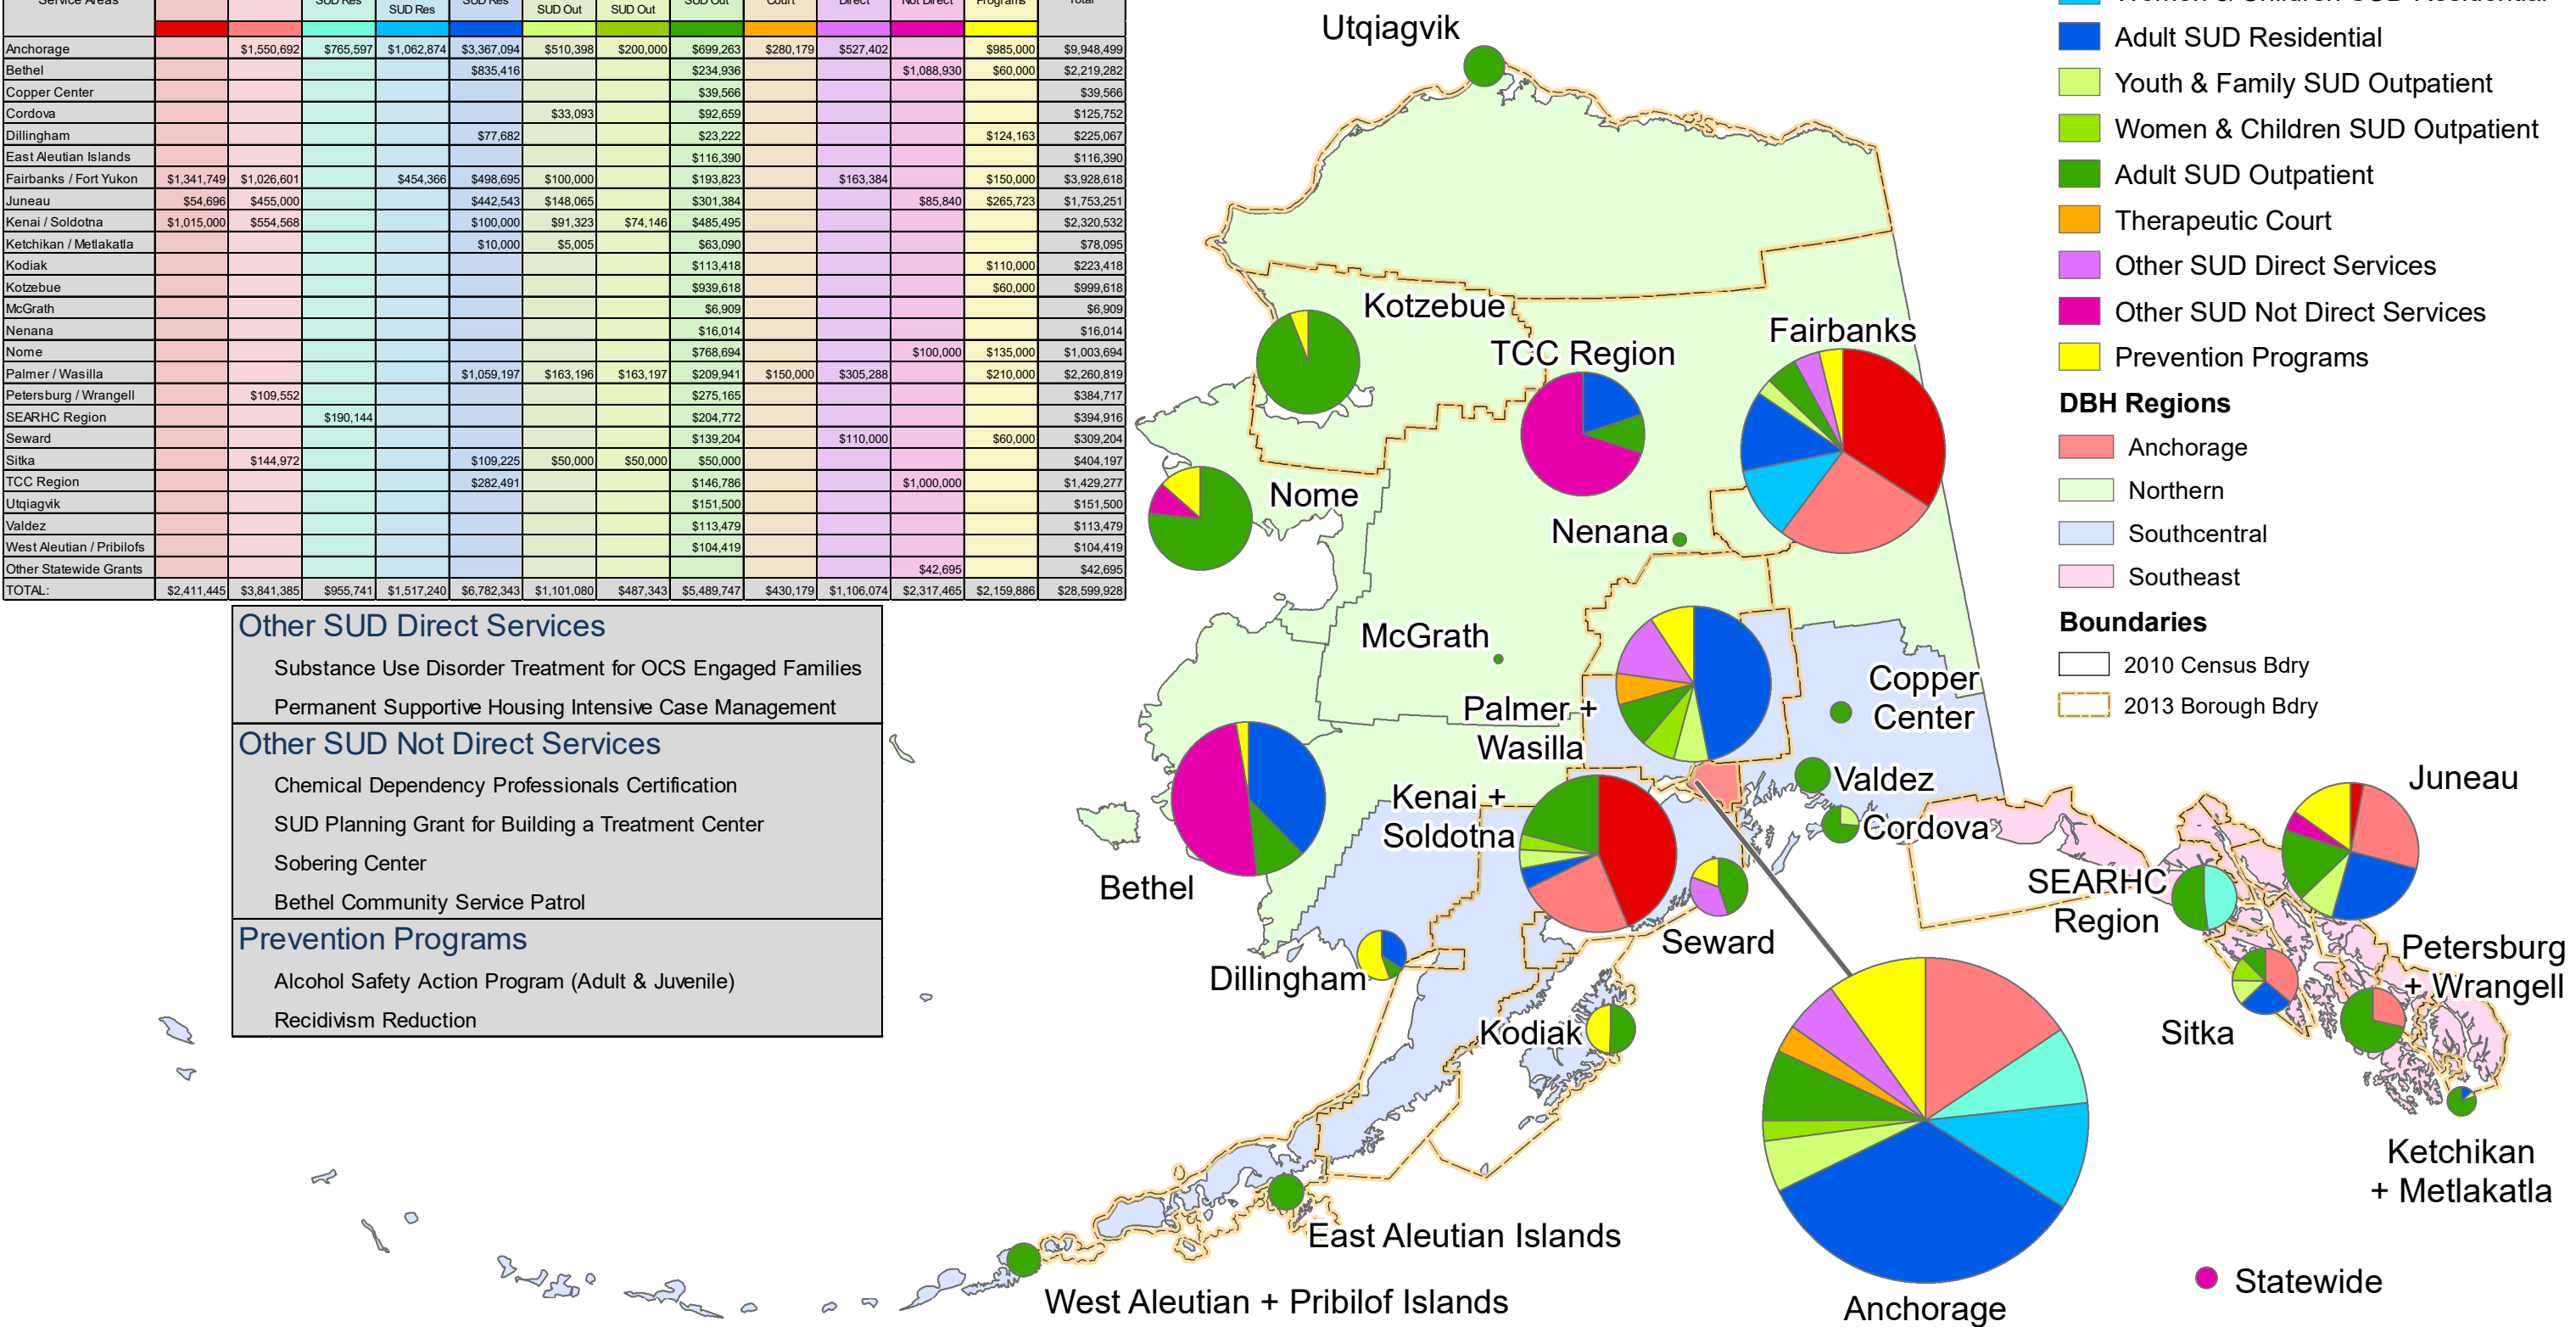 Service Areas SUD Res SUD Res SUD Res SUD Out SUD Out SUD Out Court Direct Not Direct Programs Total
Anchorage $1,550,692 $765,597 $1,062,874 $3,367,094 $510,398 $200,000 $699,263 $280,179 $527,402 $985,000 $9,948,499
Bethel $835,416 $234,936 $1,088,930 $60,000 $2,219,282
Copper Center $39,566 $39,566
Cordova $33,093 $92,659 $125,752
Dillingham $77,682 $23,222 $124,163 $225,067
East Aleutian Islands $116,390 $116,390
Fairbanks / Fort Yukon $1,341,749 $1,026,601 $454,366 $498,695 $100,000 $193,823 $163,384 $150,000 $3,928,618
Juneau $54,696 $455,000 $442,543 $148,065 $301,384 $85,840 $265,723 $1,753,251
Kenai / Soldotna $1,015,000 $554,568 $100,000 $91,323 $74,146 $485,495 $2,320,532
Ketchikan / Metlakatla $10,000 $5,005 $63,090 $78,095
Kodiak $113,418 $110,000 $223,418
Kotzebue $939,618 $60,000 $999,618
McGrath $6,909 $6,909
Nenana $16,014 $16,014
Nome $768,694 $100,000 $135,000 $1,003,694
Palmer / Wasilla $1,059,197 $163,196 $163,197 $209,941 $150,000 $305,288 $210,000 $2,260,819
Petersburg / Wrangell $109,552 $275,165 $384,717
SEARHC Region $190,144 $204,772 $394,916
Seward $139,204 $110,000 $60,000 $309,204
Sitka $144,972 $109,225 $50,000 $50,000 $50,000 $404,197
TCC Region $282,491 $146,786 $1,000,000 $1,429,277
Utqiagvik $151,500 $151,500
Valdez $113,479 $113,479
West Aleutian / Pribilofs $104,419 $104,419
Other Statewide Grants $42,695 $42,695
TOTAL: $2,411,445 $3,841,385 $955,741 $1,517,240 $6,782,343 $1,101,080 $487,343 $5,489,747 $430,179 $1,106,074 $2,317,465 $2,159,886 $28,599,928
Other SUD Direct Services
Substance Use Disorder Treatment for OCS Engaged Families
Permanent Supportive Housing Intensive Case Management
Other SUD Not Direct Services
Chemical Dependency Professionals Certification
SUD Planning Grant for Building a Treatment Center
Sobering Center
Bethel Community Service Patrol
Prevention Programs
Alcohol Safety Action Program (Adult & Juvenile)
Recidivism Reduction
Utqiagvik
Kotzebue
TCC Region
Fairbanks
Nome
Nenana
McGrath
Copper
Center
Palmer +
Wasilla
Valdez
Kenai +
Soldotna
Cordova
Bethel
Seward
Dillingham
Kodiak
East Aleutian Islands
West Aleutian + Pribilof Islands
Anchorage
Juneau
SEARHC
Region
Petersburg
+ Wrangell
Sitka
Ketchikan
+ Metlakatla
Statewide
Women & Children SUD Residential
Adult SUD Residential
Youth & Family SUD Outpatient
Women & Children SUD Outpatient
Adult SUD Outpatient
Therapeutic Court
Other SUD Direct Services
Other SUD Not Direct Services
Prevention Programs
DBH Regions
Anchorage
Northern
Southcentral
Southeast
Boundaries
2010 Census Bdry
2013 Borough Bdry